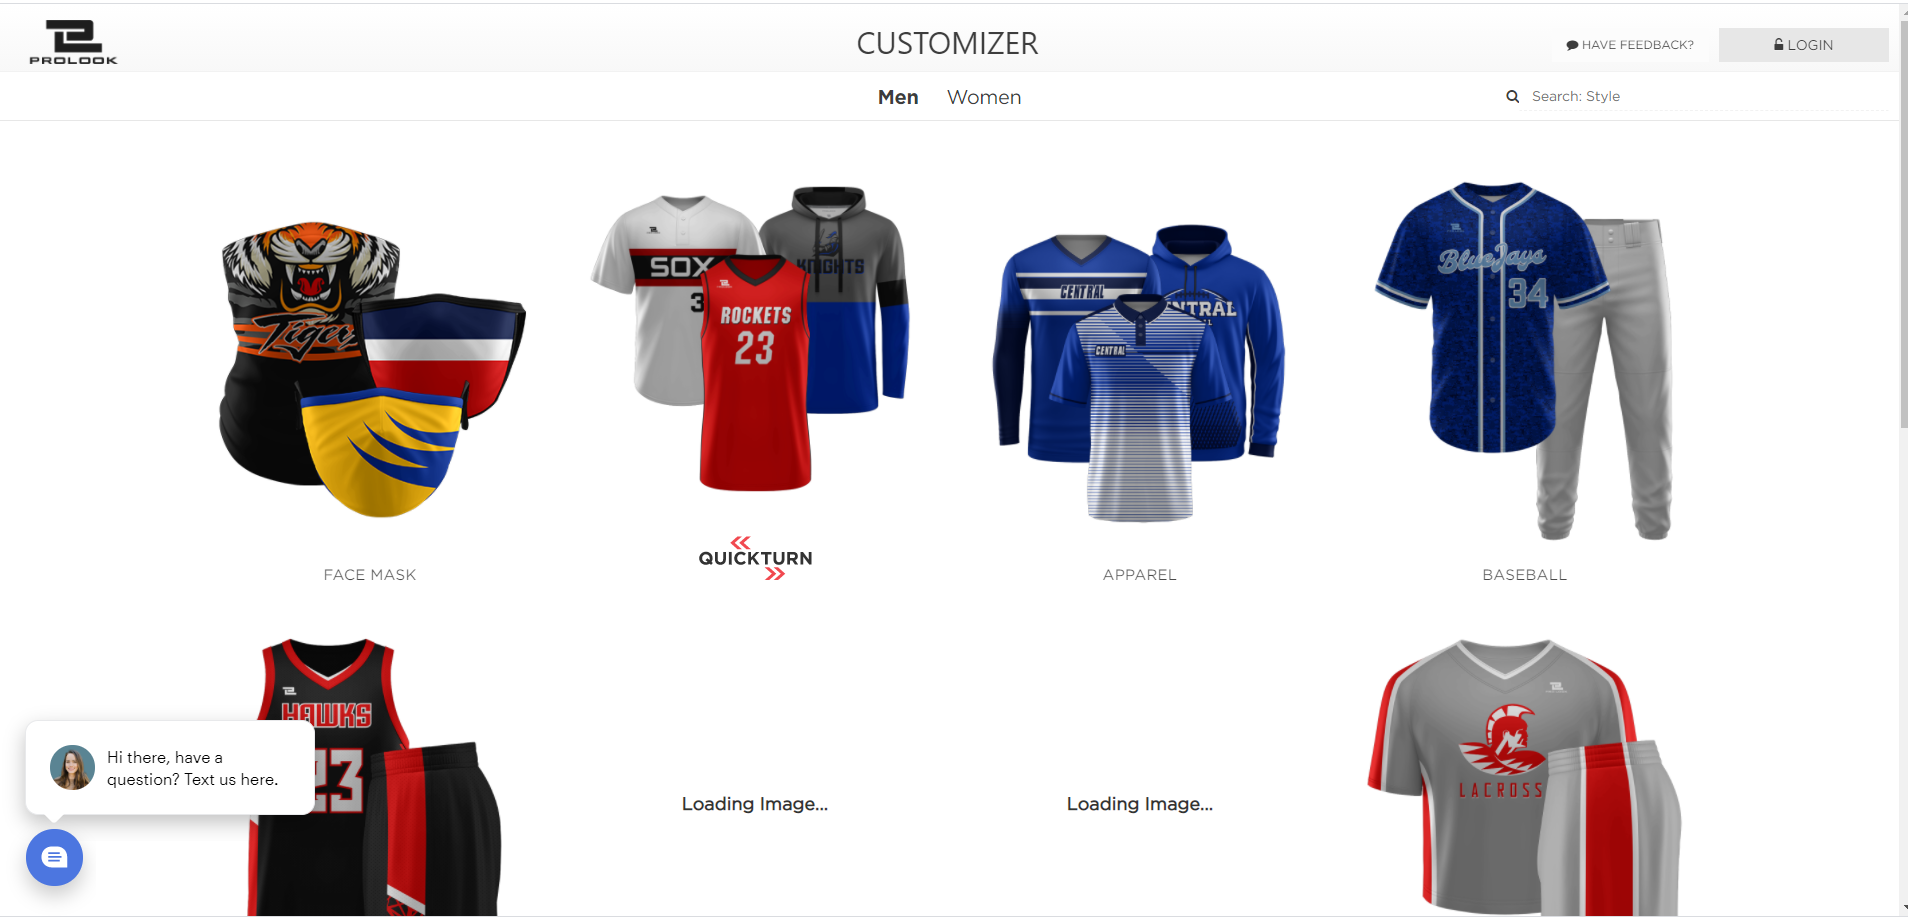 PROLOOK
CUSTOMIZER
HAVE FEEDBACK?
LOGIN
Men
Women
Search: Style
Tiger
SOX
3
KNIGHTS
ROCKETS
23
CENTRAL
CENTRAL
BlueJays
34
FACE MASK
QUICKTURN
APPAREL
BASEBALL
HAWKS
23
Loading Image...
Loading Image...
LACROSS
Hi there, have a
question? Text us here.